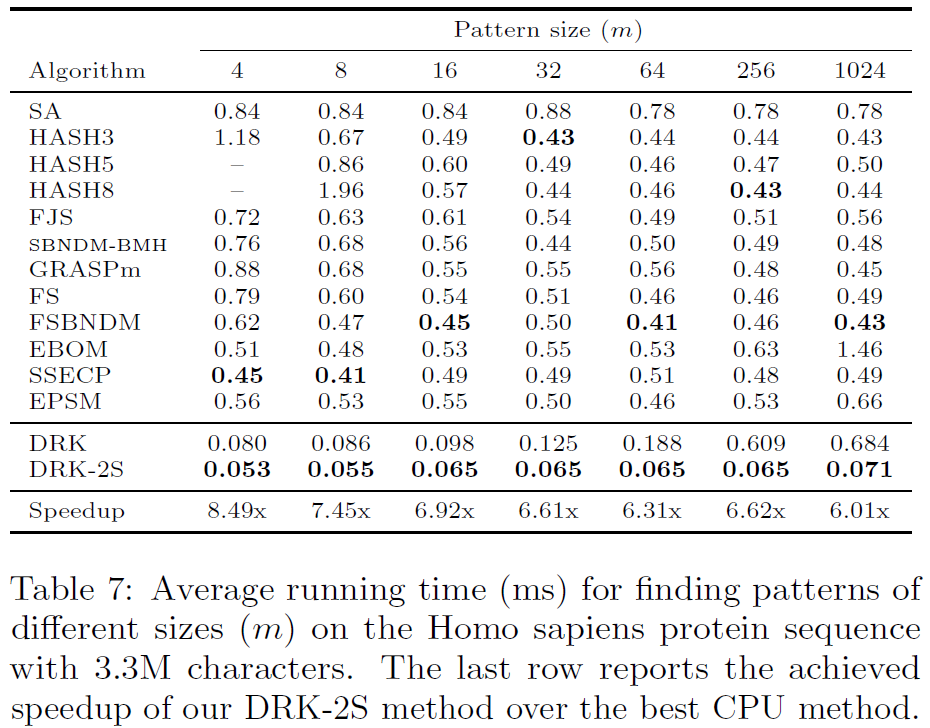 Pattern size (m)
Algorithm 4 8 16 32 64 256 1024
SA 0.84 0.84 0.84 0.88 0.78 0.78 0.78
HASH3 1.18 0.67 0.49 0.43 0.44 0.44 0.43
HASH5 – 0.86 0.60 0.49 0.46 0.47 0.50
HASH8 – 1.96 0.57 0.44 0.46 0.43 0.44
FJS 0.72 0.63 0.61 0.54 0.49 0.51 0.56
SBNDM-BMH 0.76 0.68 0.56 0.44 0.50 0.49 0.48
GRASPm 0.88 0.68 0.55 0.55 0.56 0.48 0.45
FS 0.79 0.60 0.54 0.51 0.46 0.46 0.49
FSBNDM 0.62 0.47 0.45 0.50 0.41 0.46 0.43
EBOM 0.51 0.48 0.53 0.55 0.53 0.63 1.46
SSECP 0.45 0.41 0.49 0.49 0.51 0.48 0.49
EPSM 0.56 0.53 0.55 0.50 0.46 0.53 0.66
DRK 0.080 0.086 0.098 0.125 0.188 0.609 0.684
DRK-2S 0.053 0.055 0.065 0.065 0.065 0.065 0.071
Speedup 8.49x 7.45x 6.92x 6.61x 6.31x 6.62x 6.01x
Table 7: Average running time (ms) for finding patterns of
different sizes (m) on the Homo sapiens protein sequence
with 3.3M characters. The last row reports the achieved
speedup of our DRK-2S method over the best CPU method.